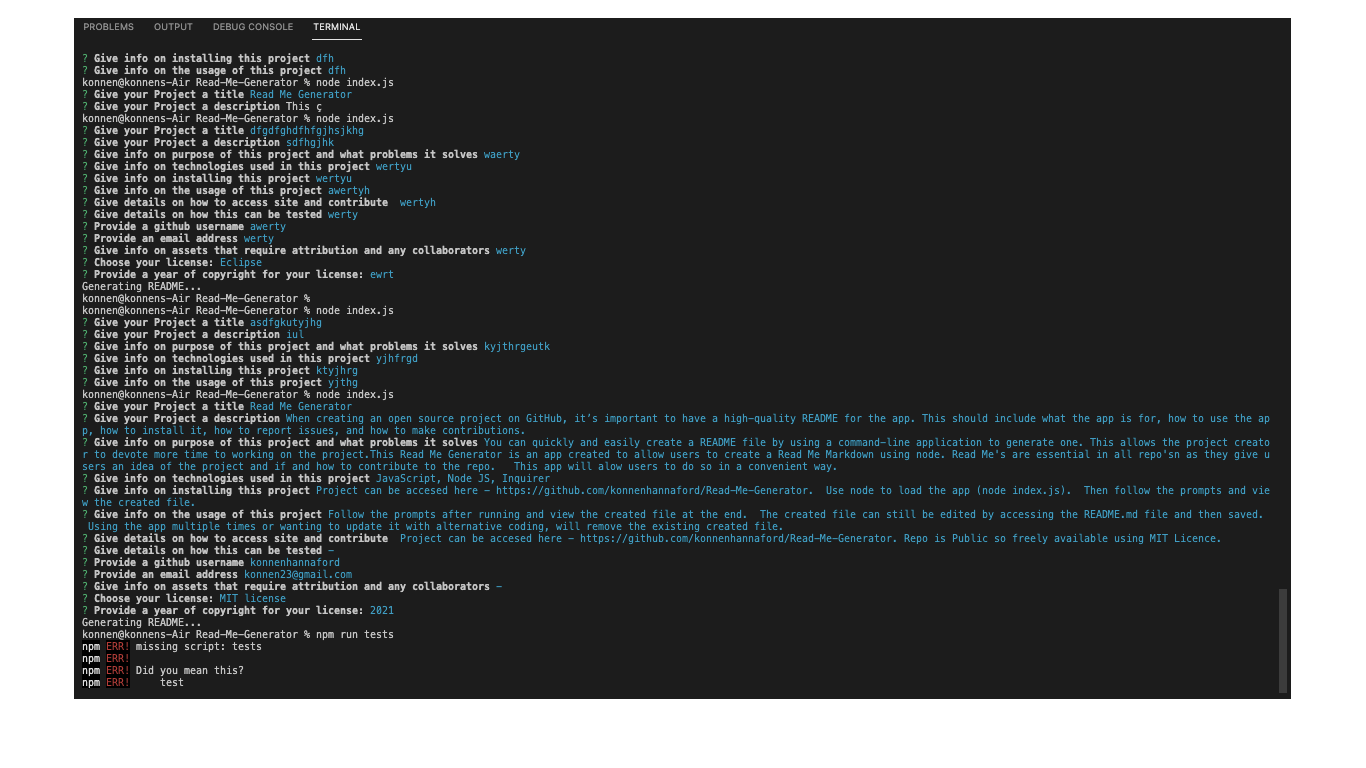 PROBLEMS OUTPUT DEBUG CONSOLE TERMINAL
? Give info on installing this project dfh
? Give info on the usage of this project dfh
konnen@konnens-Air Read-Me-Generator % node index.js
? Give your Project a title Read Me Generator
? Give your Project a description This ç
konnen@konnens-Air Read-Me-Generator % node index.js
? Give your Project a title dfgdfghdfhfgjhsjkhg
? Give your Project a description sdfhgjhk
? Give info on purpose of this project and what problems it solves waerty
? Give info on technologies used in this project wertyu
? Give info on installing this project wertyu
? Give info on the usage of this project awertyh
? Give details on how to access site and contribute  wertyh
? Give details on how this can be tested werty
? Provide a github username awerty
? Provide an email address werty
? Give info on assets that require attribution and any collaborators werty
? Choose your license: Eclipse
? Provide a year of copyright for your license: ewrt
Generating README...
konnen@konnens-Air Read-Me-Generator %
konnen@konnens-Air Read-Me-Generator % node index.js
? Give your Project a title asdfgkutyjhg
? Give your Project a description iul
? Give info on purpose of this project and what problems it solves kyjthrgeutk
? Give info on technologies used in this project yjhfrgd
? Give info on installing this project ktyjhrg
? Give info on the usage of this project yjthg
konnen@konnens-Air Read-Me-Generator % node index.js
? Give your Project a title Read Me Generator
? Give your Project a description When creating an open source project on GitHub, it's important to have a high-quality README for the app. This should include what the app is for, how to use the ap
p, how to install it, how to report issues, and how to make contributions.
? Give info on purpose of this project and what problems it solves You can quickly and easily create a README file by using a command-line application to generate one. This allows the project creato
r to devote more time to working on the project.This Read Me Generator is an app created to allow users to create a Read Me Markdown using node. Read Me's are essential in all repo'sn as they give u
sers an idea of the project and if and how to contribute to the repo.   This app will alow users to do so in a convenient way.
? Give info on technologies used in this project JavaScript, Node JS, Inquirer
? Give info on installing this project Project can be accesed here - https://github.com/konnenhannaford/Read-Me-Generator.  Use node to load the app (node index.js).  Then follow the prompts and vie
w the created file.
? Give info on the usage of this project Follow the prompts after running and view the created file at the end.  The created file can still be edited by accessing the README.md file and then saved.
 Using the app multiple times or wanting to update it with alternative coding, will remove the existing created file.
? Give details on how to access site and contribute  Project can be accesed here - https://github.com/konnenhannaford/Read-Me-Generator. Repo is Public so freely available using MIT Licence.
? Give details on how this can be tested -
? Provide a github username konnenhannaford
? Provide an email address konnen23@gmail.com
? Give info on assets that require attribution and any collaborators -
? Choose your license: MIT license
? Provide a year of copyright for your license: 2021
Generating README...
konnen@konnens-Air Read-Me-Generator % npm run tests
npm ERR! missing script: tests
npm ERR!
npm ERR! Did you mean this?
npm ERR!     test